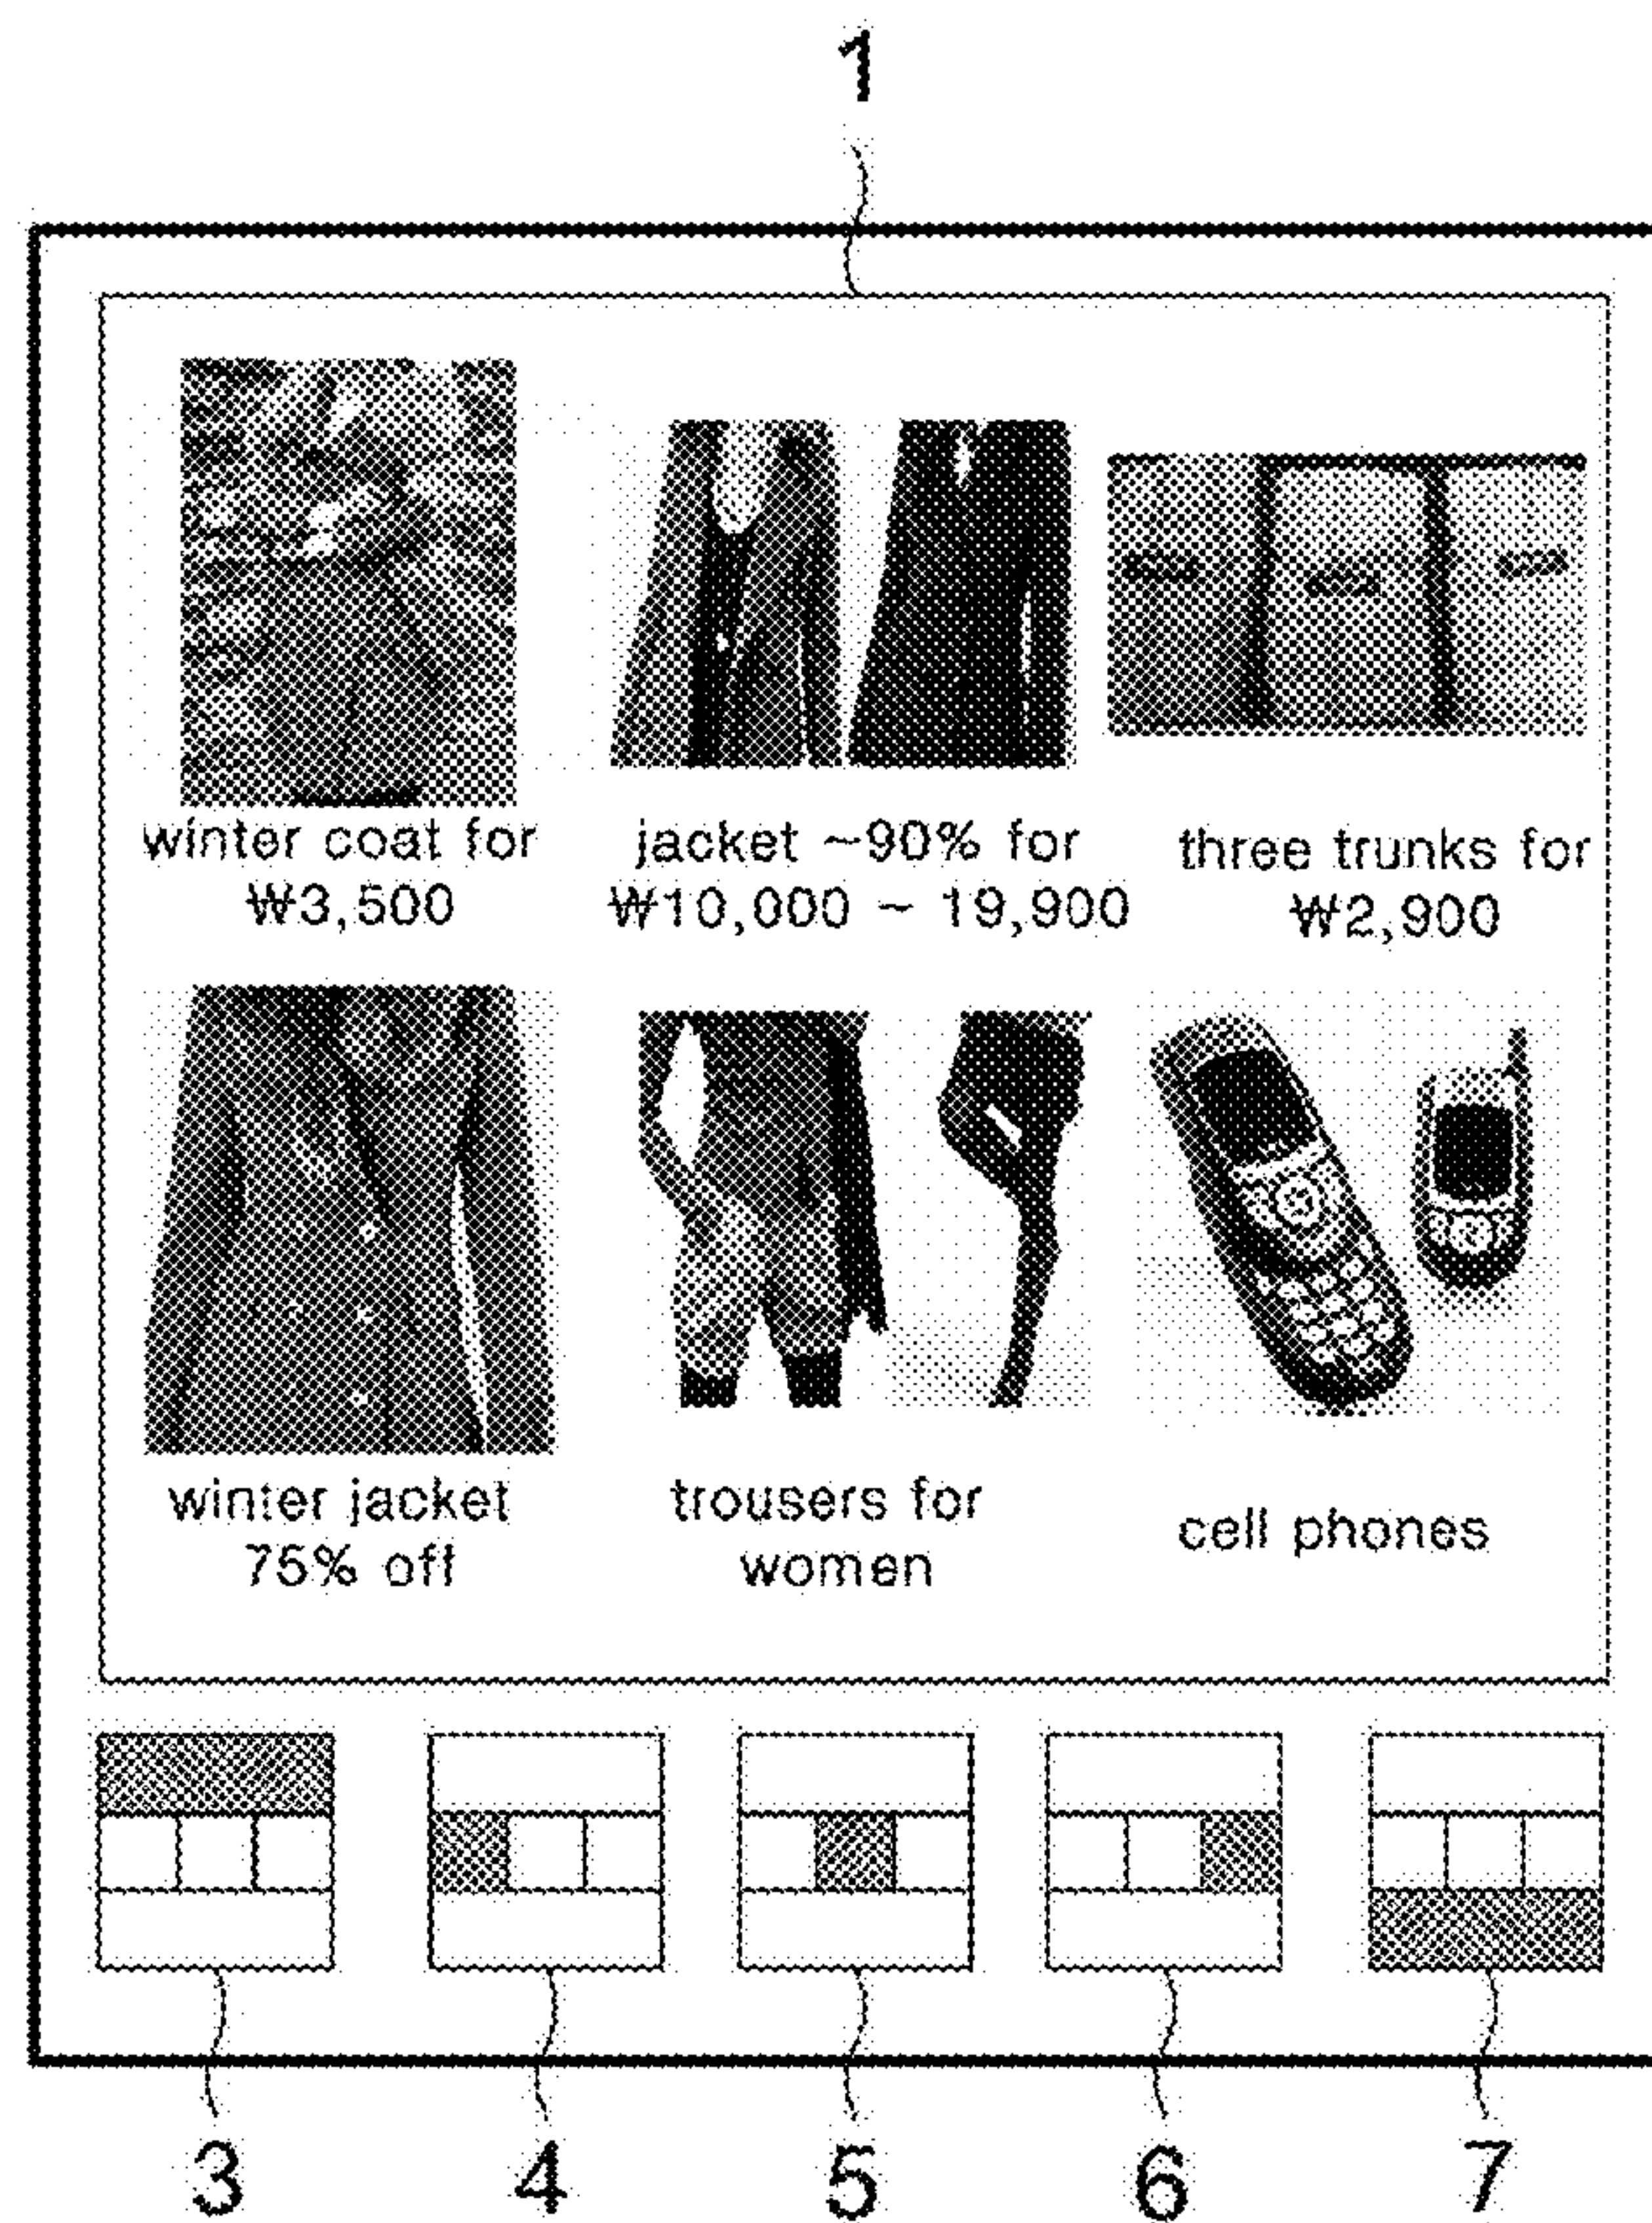 1
winter coat for
₩3,500
jacket ~90% for
₩10,000 ~ 19,900
three trunks for
₩2,900
winter jacket
75% off
trousers for
women
cell phones
3
4
5
6
7